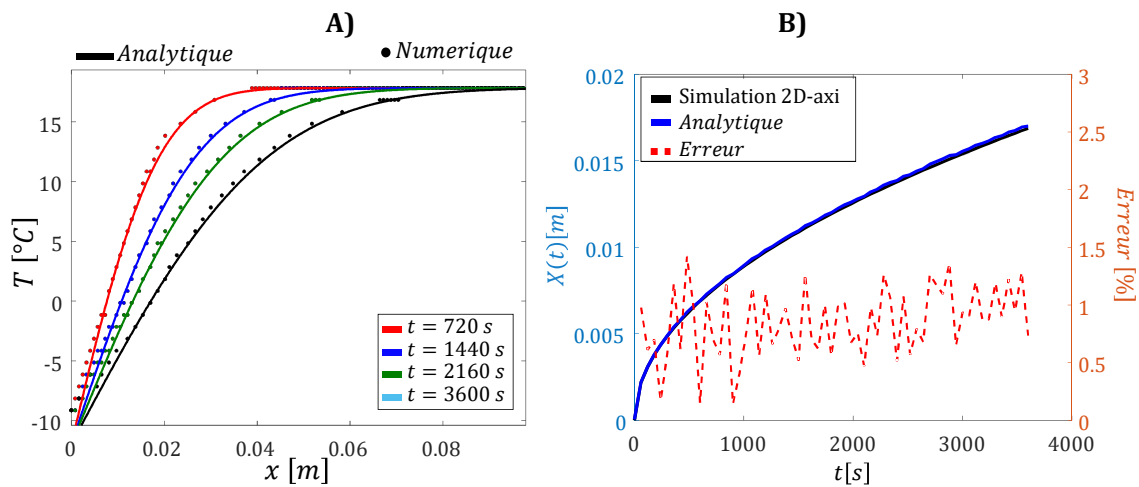 A)
Analytique
Numerique
15
10
5
0
-5
-10
T [°C]
0
0.02
0.04
0.06
0.08
x [m]
t = 720 s
t = 1440 s
t = 2160 s
t = 3600 s
B)
0.02
0.015
0.01
0.005
0
X(t)[m]
Simulation 2D-axi
Analytique
Erreur
3
2.5
2
1.5
1
0.5
0
Erreur [%]
0
1000
2000
3000
4000
t[s]